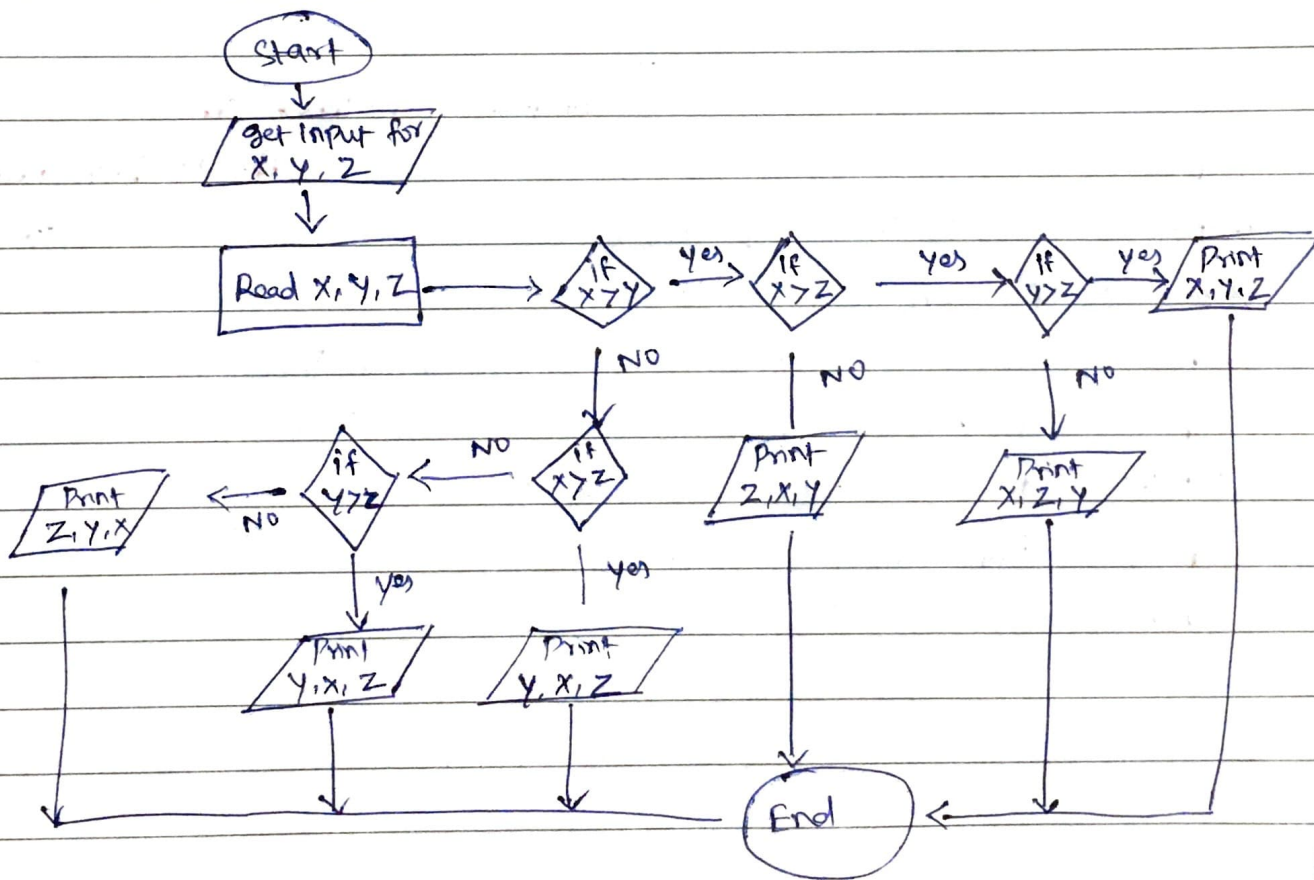 Start
get Input for
X, Y, Z
Read X, Y, Z
if
X>Y
yes
if
X>Z
yes
if
Y>Z
yes
Print
X, Y, Z
NO
NO
NO
Print
Z, Y, X
NO
if
Y>Z
NO
if
X>Z
Print
Z, X, Y
Print
X, Z, Y
yes
yes
Print
Y, X, Z
Print
Y, X, Z
End